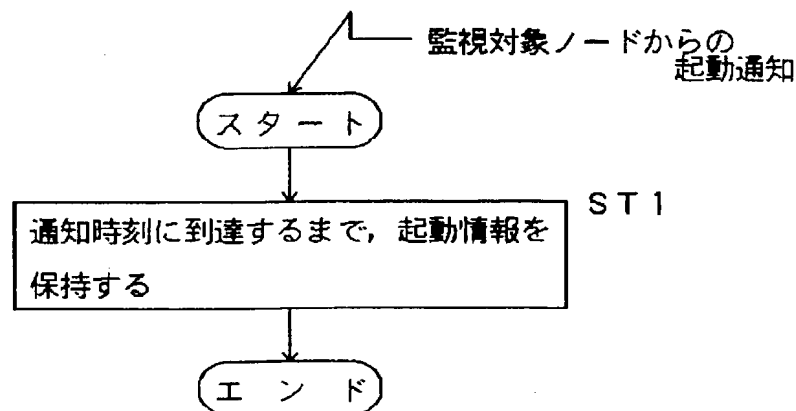 監視対象ノードからの
起動通知
スタート
ST1
通知時刻に到達するまで，起動情報を
保持する
エンド